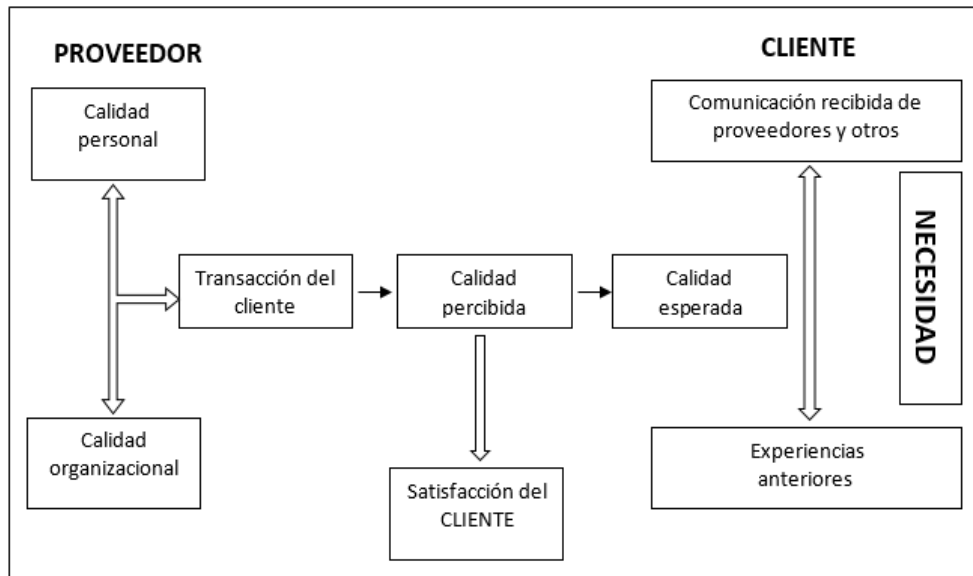 PROVEEDOR
CLIENTE
Calidad
personal
Comunicación recibida de
proveedores y otros
NECESIDAD
Transacción del
cliente
Calidad
percibida
Calidad
esperada
Calidad
organizacional
Experiencias
anteriores
Satisfacción del
CLIENTE